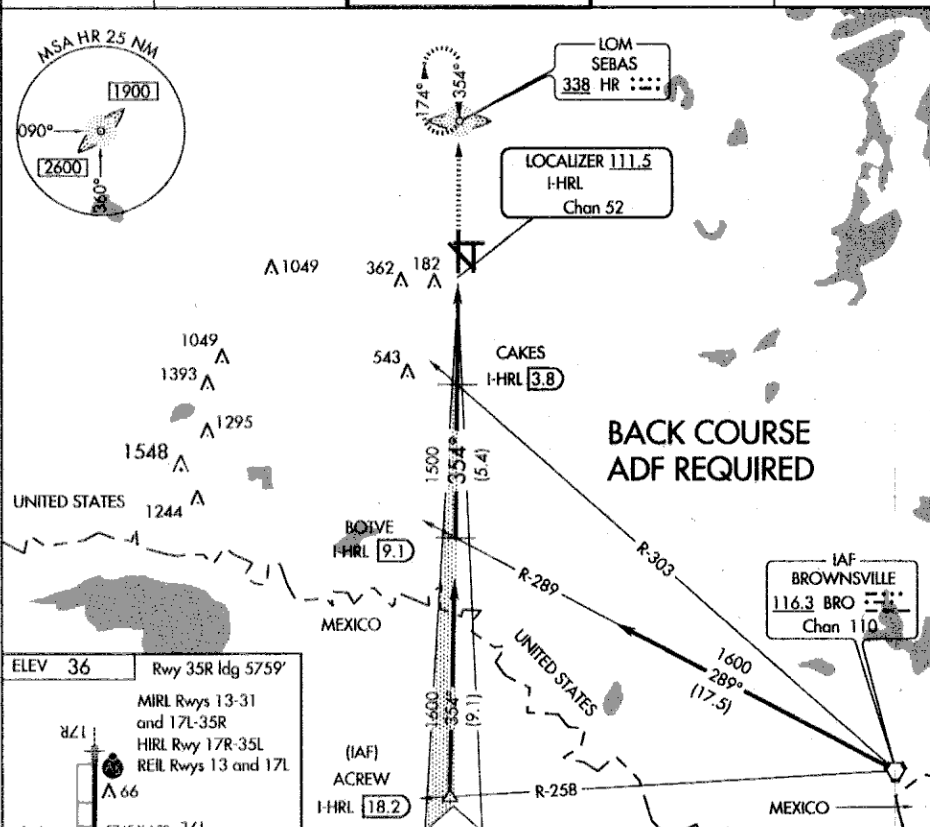 MSA HR 25 NM
1900
090°
2600
360°
174°
354°
LOM
SEBAS
338 HR
LOCALIZER 111.5
I-HRL
Chan 52
1049
362
182
1049
1393
543
CAKES
I-HRL 3.8
1295
1548
1244
1500
354°
(5.4)
BACK COURSE
ADF REQUIRED
UNITED STATES
BOTVE
I-HRL 9.1
R-303
R-289
MEXICO
IAF
BROWNSVILLE
116.3 BRO
Chan 110
UNITED STATES
1600
289°
(17.5)
1600
354°
(9.1)
(IAF)
ACREW
I-HRL 18.2
R-258
MEXICO
ELEV 36
Rwy 35R ldg 5759'
MIRL Rwys 13-31
and 17L-35R
HIRL Rwy 17R-35L
REIL Rwys 13 and 17L
17R
66